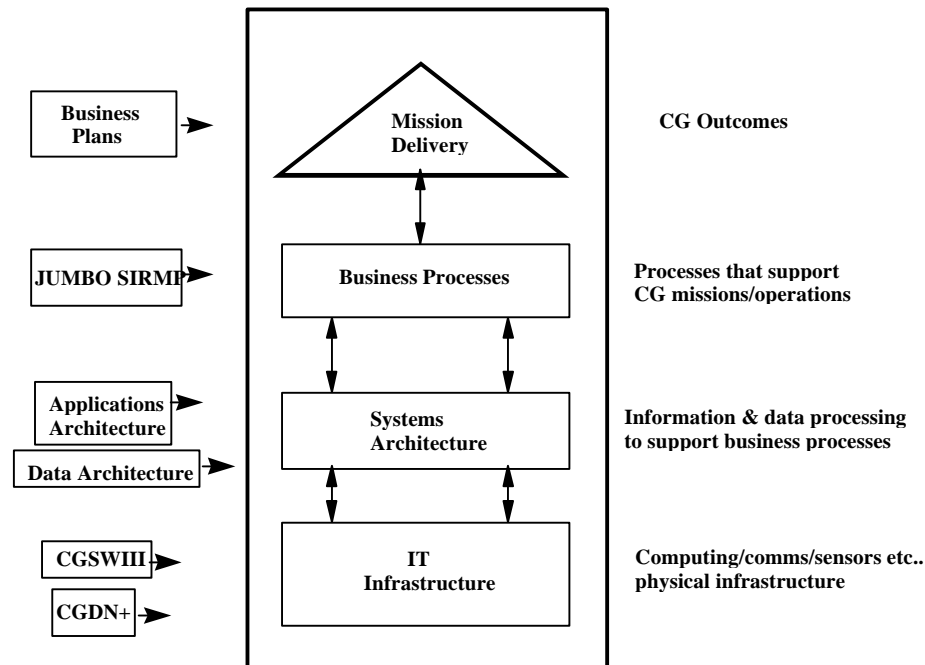 Business
Plans
Mission
Delivery
CG Outcomes
JUMBO SIRMP
Business Processes
Processes that support
CG missions/operations
Applications
Architecture
Data Architecture
Systems
Architecture
Information & data processing
to support business processes
CGSWIII
CGDN+
IT
Infrastructure
Computing/comms/sensors etc..
physical infrastructure